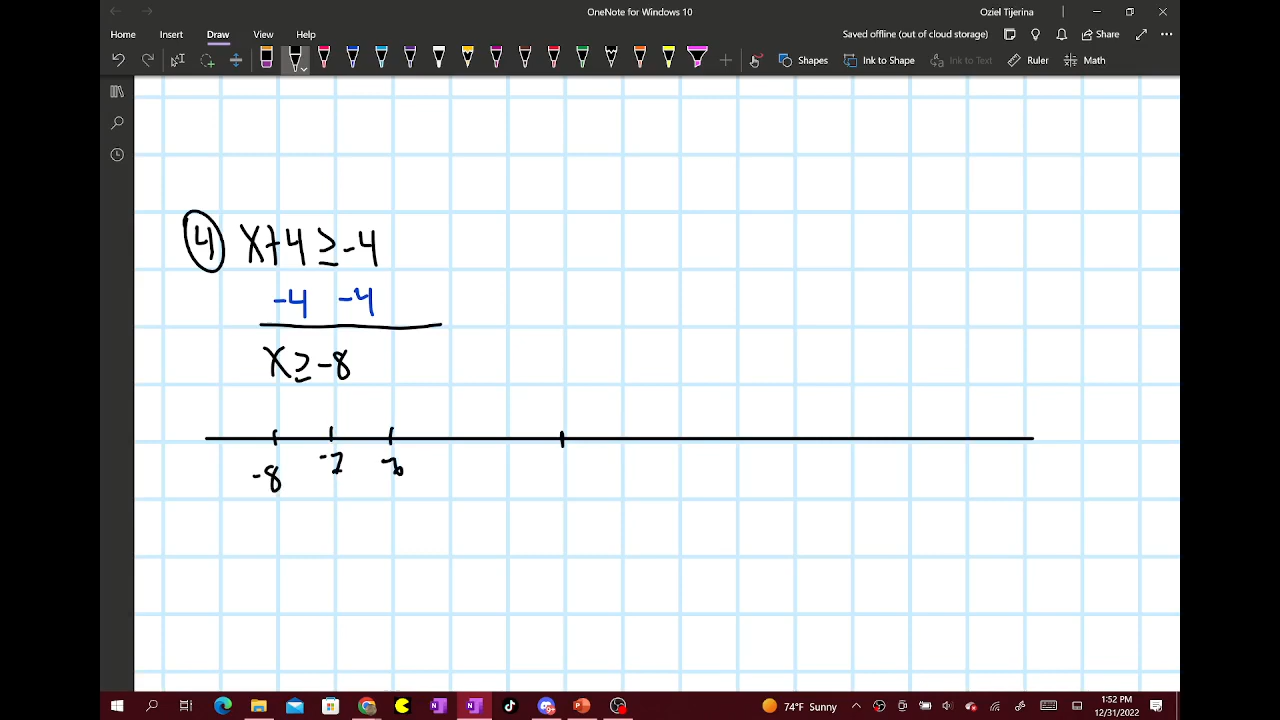 OneNote for Windows 10
Oziel Tijerina
Home Insert Draw View Help
Saved offline (out of cloud storage)
Share
Shapes Ink to Shape Ink to Text Ruler Math
4 x+4 ≥ -4
-4 -4
x ≥ -8
-8 -7 -6
74°F Sunny
1:52 PM
12/31/2022